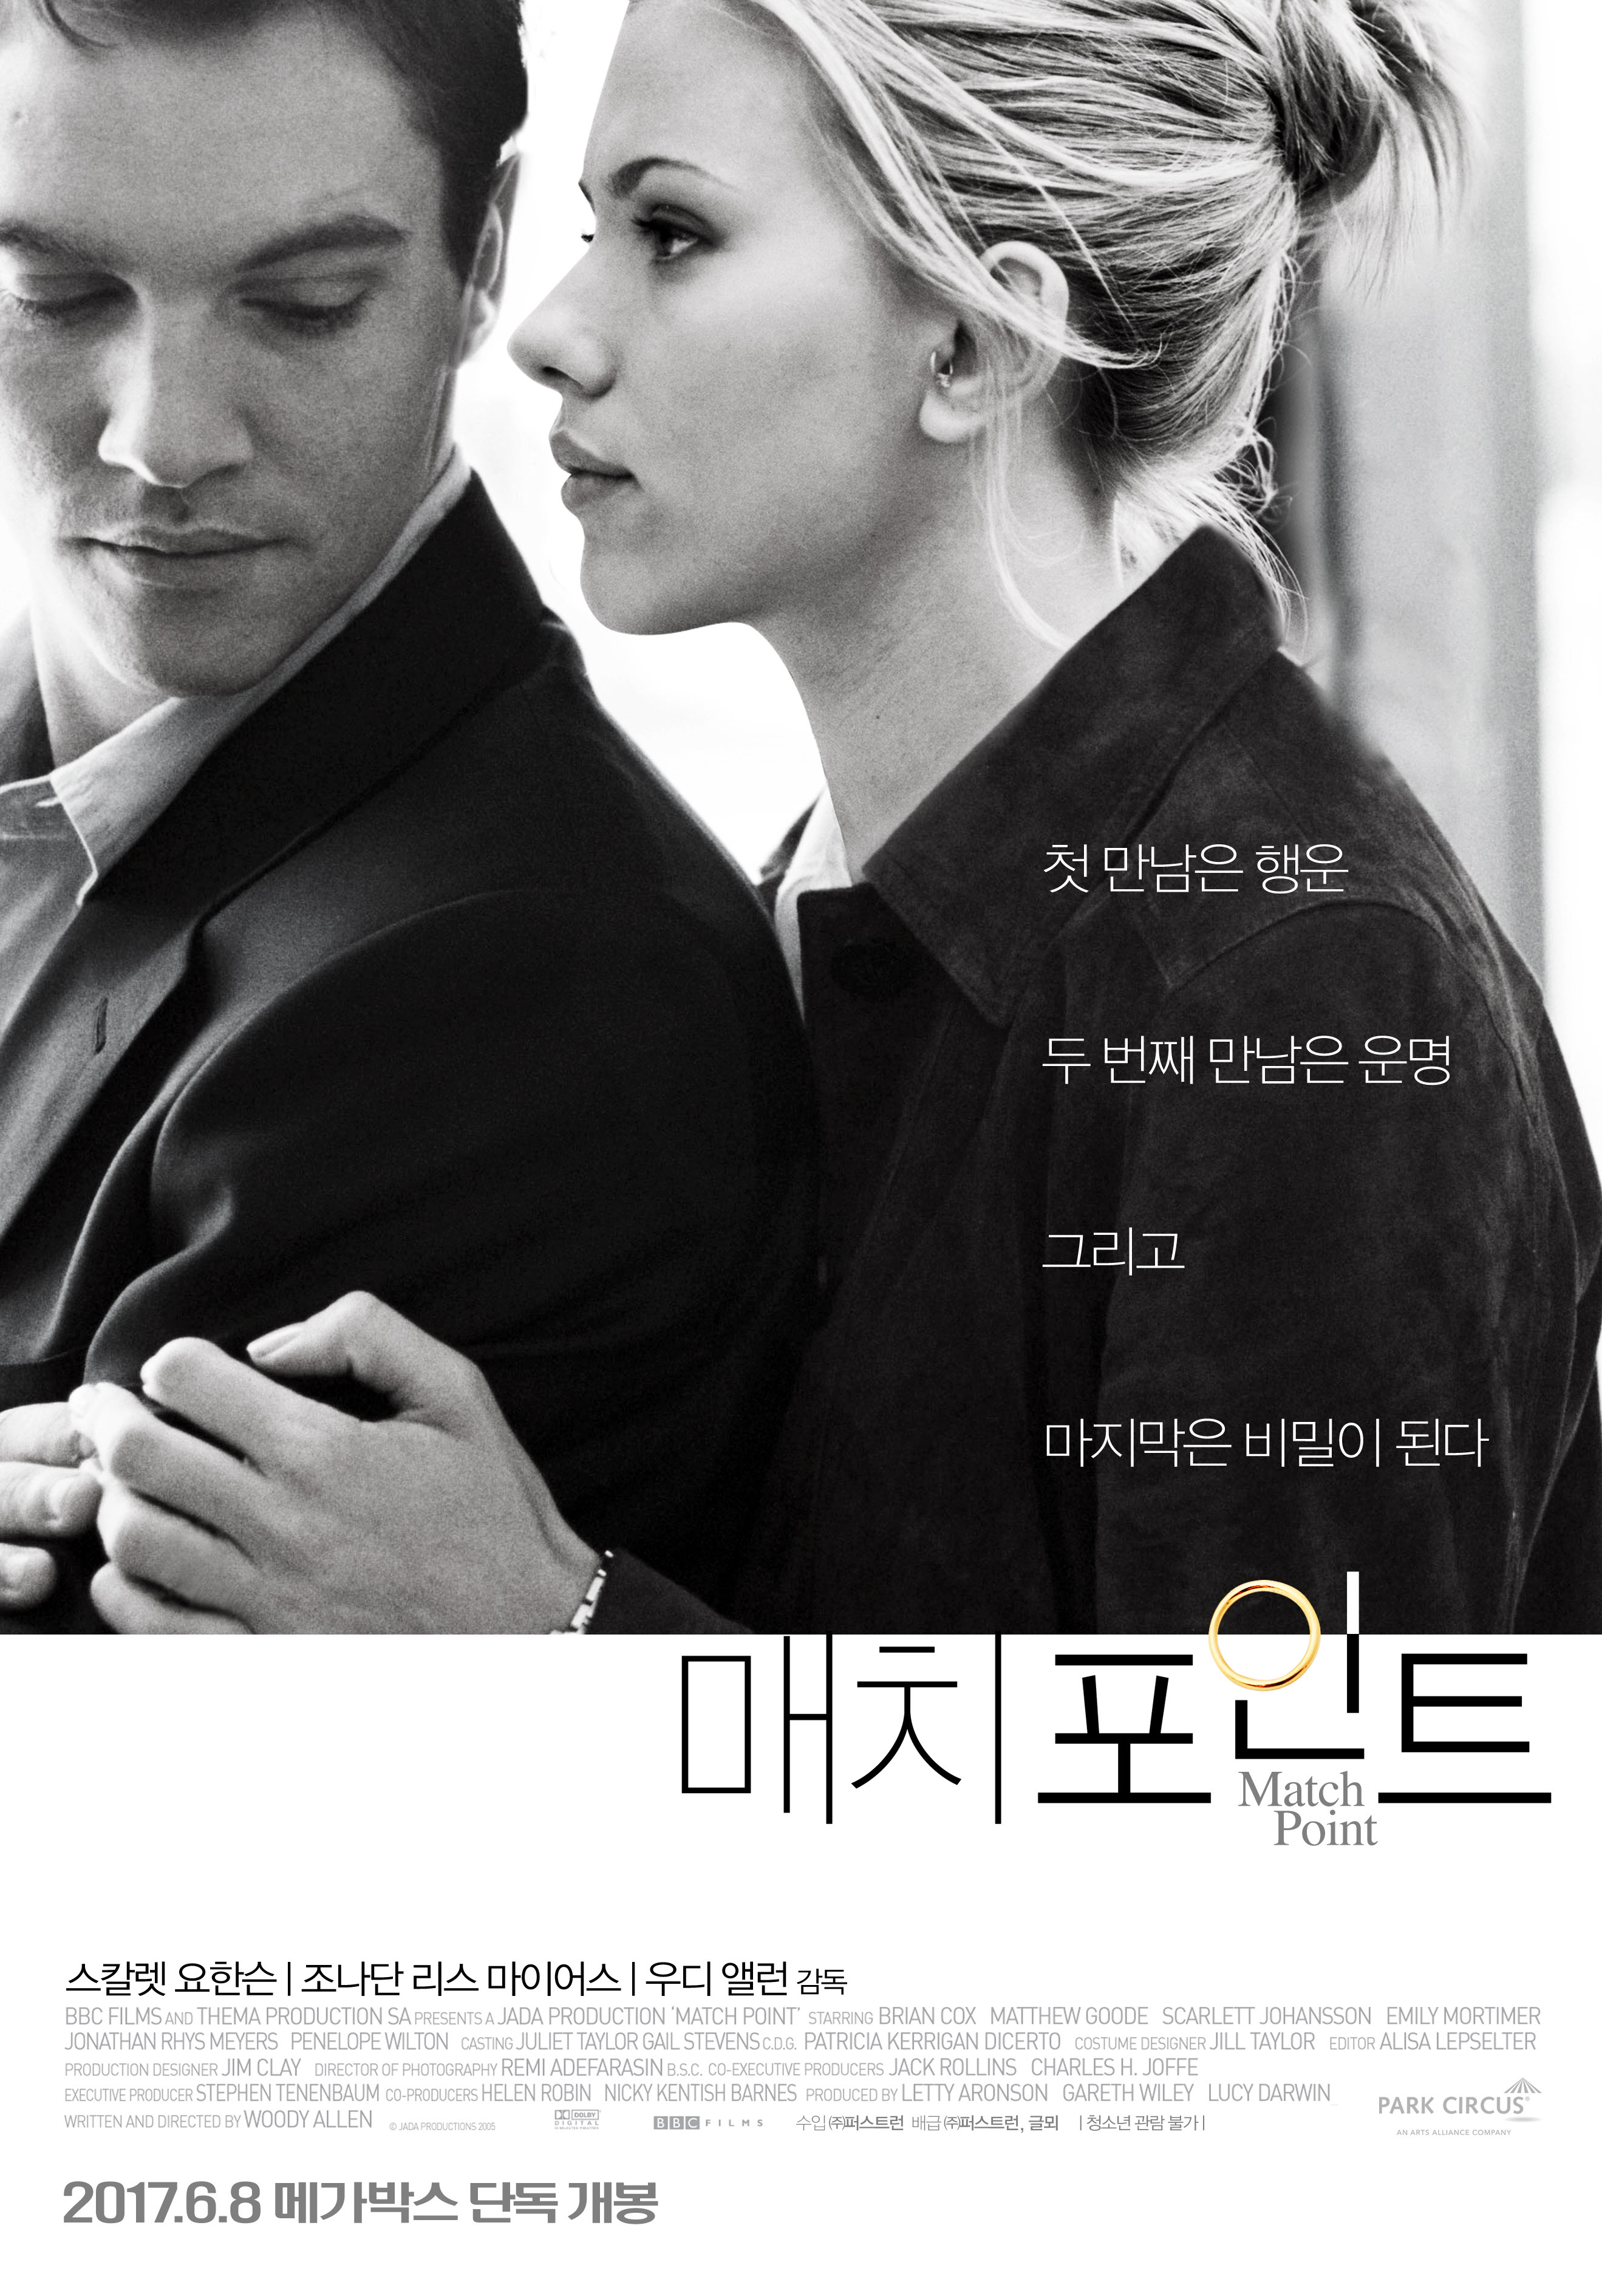 첫 만남은 행운
두 번째 만남은 운명
그리고
마지막은 비밀이 된다
매치포인트
Match
Point
스칼렛 요한슨 | 조나단 리스 마이어스 | 우디 앨런 감독
BBC FILMS AND THEMA PRODUCTION SA PRESENTS A JADA PRODUCTION 'MATCH POINT' STARRING BRIAN COX MATTHEW GOODE SCARLETT JOHANSSON EMILY MORTIMER
JONATHAN RHYS MEYERS PENELOPE WILTON CASTING JULIET TAYLOR GAIL STEVENS C.D.G. PATRICIA KERRIGAN DICERTO COSTUME DESIGNER JILL TAYLOR EDITOR ALISA LEPSELTER
PRODUCTION DESIGNER JIM CLAY DIRECTOR OF PHOTOGRAPHY REMI ADEFARASIN B.S.C. CO-EXECUTIVE PRODUCERS JACK ROLLINS CHARLES H. JOFFE
EXECUTIVE PRODUCER STEPHEN TENENBAUM CO-PRODUCERS HELEN ROBIN NICKY KENTISH BARNES PRODUCED BY LETTY ARONSON GARETH WILEY LUCY DARWIN
WRITTEN AND DIRECTED BY WOODY ALLEN © JADA PRODUCTIONS 2005 DOLBY DIGITAL BBC FILMS 수입 ㈜퍼스트런 배급 ㈜퍼스트런, 글뫼 | 청소년 관람 불가 |
PARK CIRCUS®
AN ARTS ALLIANCE COMPANY
2017.6.8 메가박스 단독 개봉